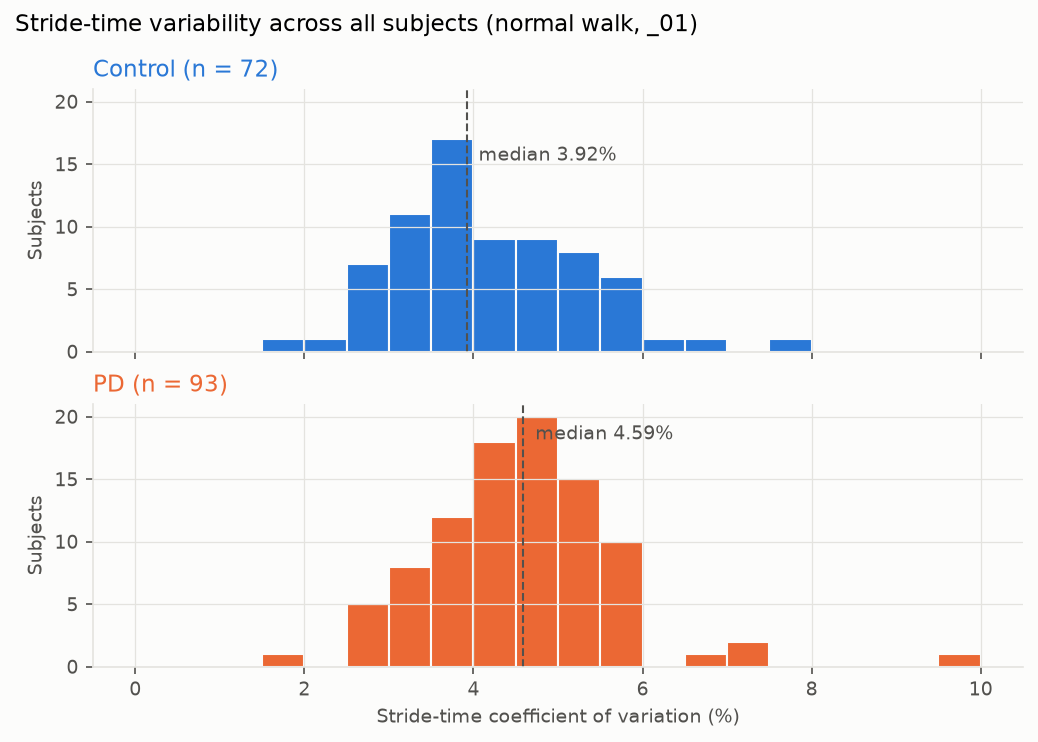 Stride-time variability across all subjects (normal walk, _01)
Control (n = 72)
20
15
10
5
0
Subjects
median 3.92%
PD (n = 93)
20
15
10
5
0
Subjects
median 4.59%
0 2 4 6 8 10
Stride-time coefficient of variation (%)